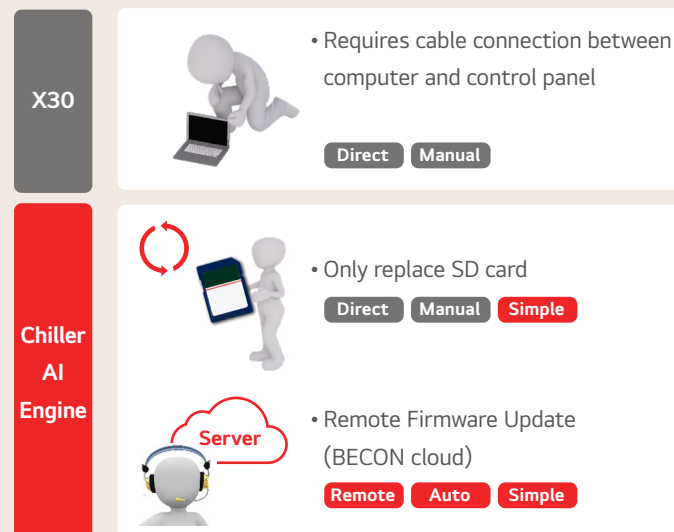 X30
• Requires cable connection between
computer and control panel
Direct Manual
Chiller
AI
Engine
• Only replace SD card
Direct Manual Simple
Server
• Remote Firmware Update
(BECON cloud)
Remote Auto Simple